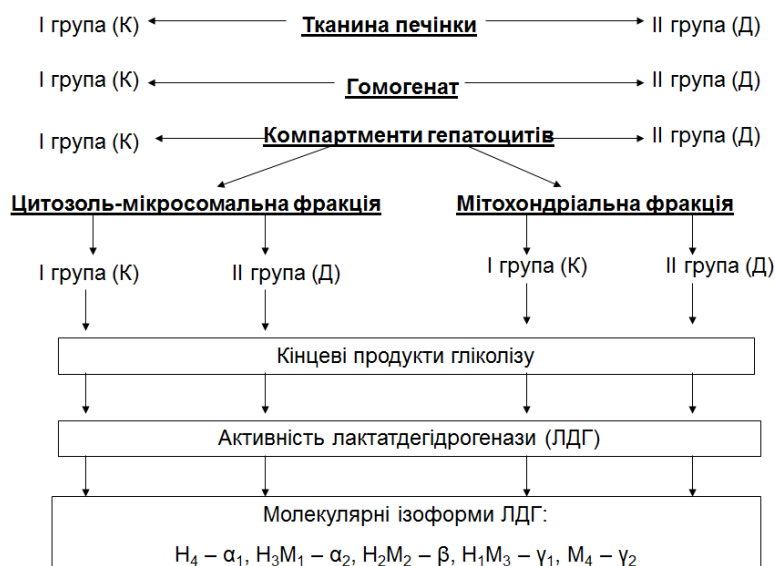 І група (К) Тканина печінки ІІ група (Д)
І група (К) Гомогенат ІІ група (Д)
І група (К) Компартменти гепатоцитів ІІ група (Д)
Цитозоль-мікросомальна фракція Мітохондріальна фракція
І група (К) ІІ група (Д) І група (К) ІІ група (Д)
Кінцеві продукти гліколізу
Активність лактатдегідрогенази (ЛДГ)
Молекулярні ізоформи ЛДГ:
H₄ – α₁, H₃M₁ – α₂, H₂M₂ – β, H₁M₃ – γ₁, M₄ – γ₂